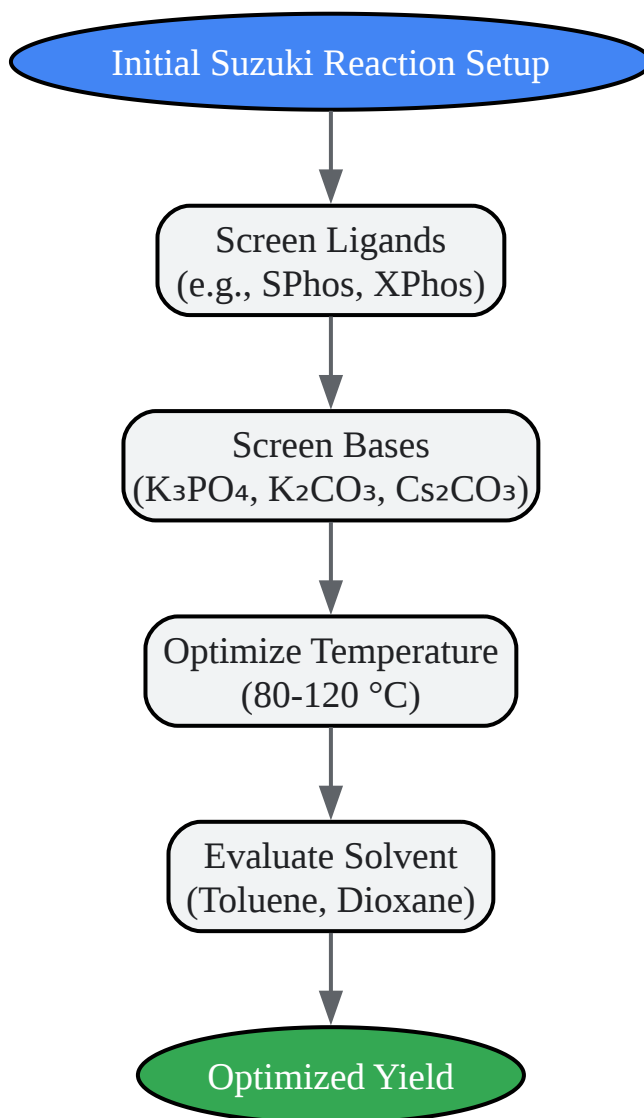 Initial Suzuki Reaction Setup
Screen Ligands
(e.g., SPhos, XPhos)
Screen Bases
(K₃PO₄, K₂CO₃, Cs₂CO₃)
Optimize Temperature
(80-120 °C)
Evaluate Solvent
(Toluene, Dioxane)
Optimized Yield